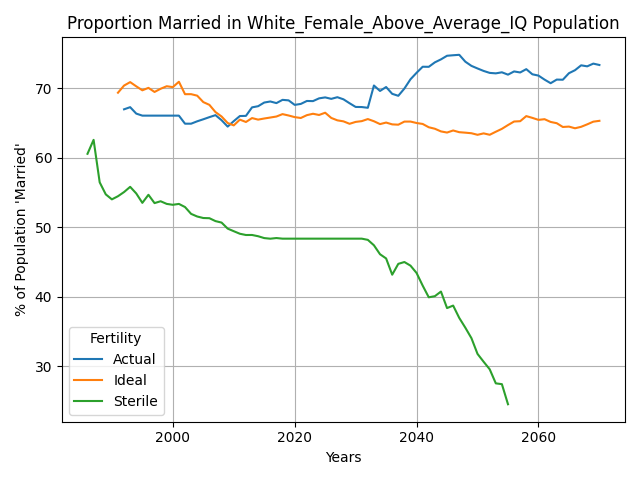 Proportion Married in White_Female_Above_Average_IQ Population
% of Population 'Married'
70
60
50
40
30
Fertility
Actual
Ideal
Sterile
2000 2020 2040 2060
Years